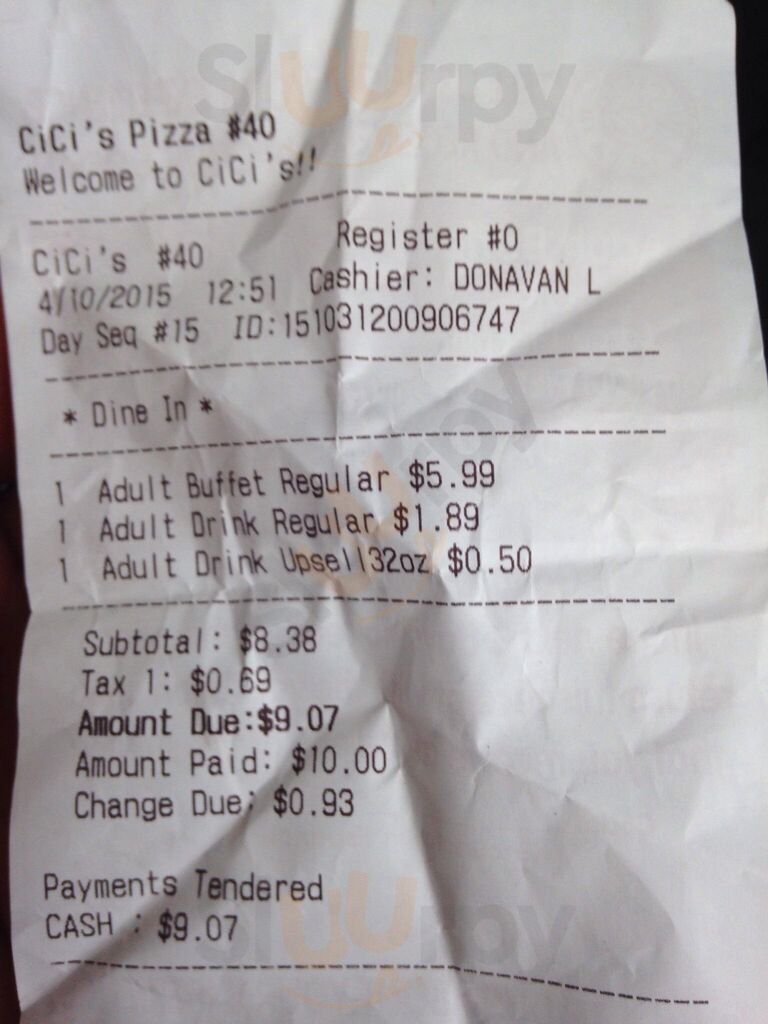 CiCi's Pizza #40
Welcome to CiCi's!!
CiCi's #40 Register #0
4/10/2015 12:51 Cashier: DONAVAN L
Day Seq #15 ID:151031200906747
* Dine In *
1 Adult Buffet Regular $5.99
1 Adult Drink Regular $1.89
1 Adult Drink Upsell32oz $0.50
Subtotal: $8.38
Tax 1: $0.69
Amount Due:$9.07
Amount Paid: $10.00
Change Due: $0.93
Payments Tendered
CASH : $9.07
Sluurpy
Sluurpy
Sluurpy